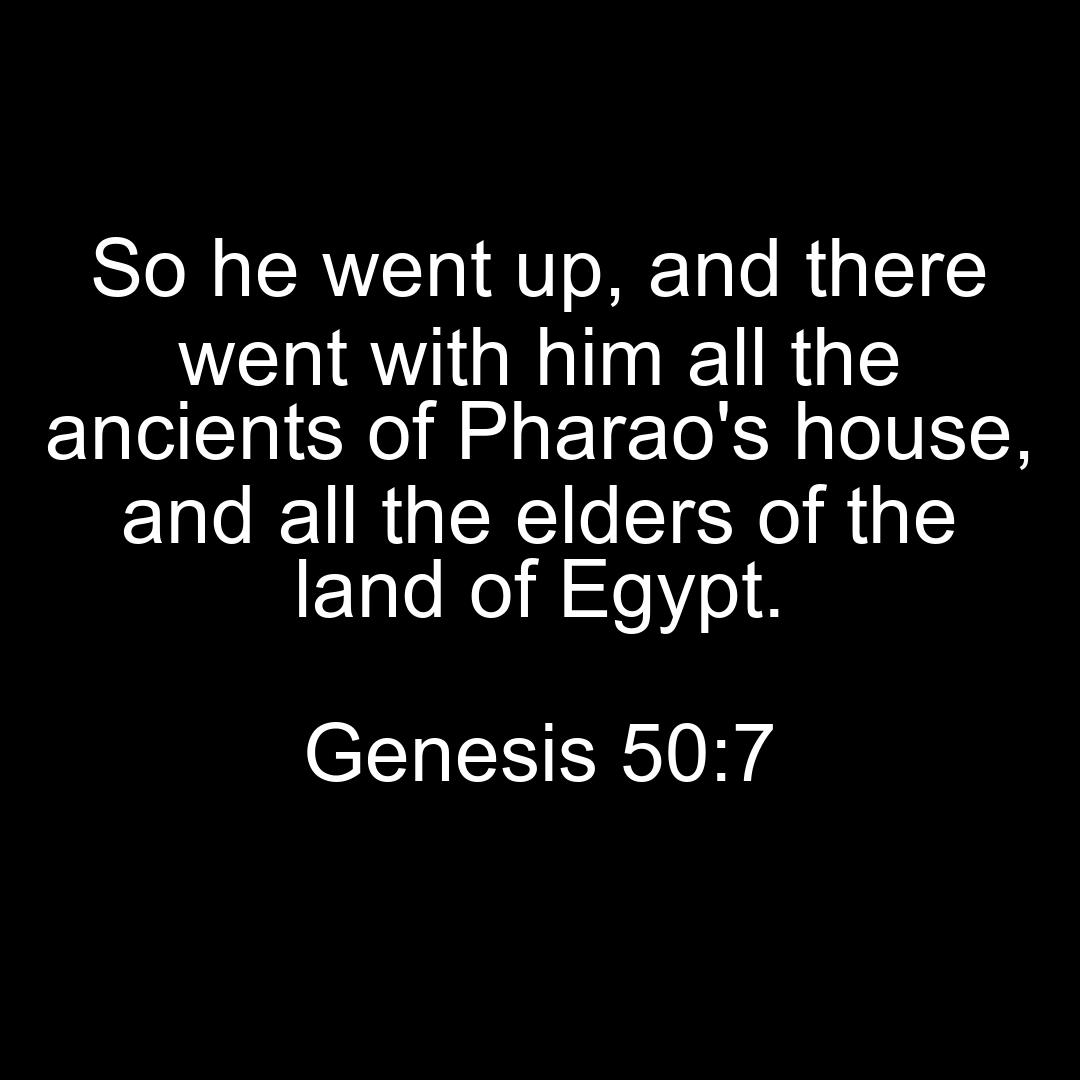 So he went up, and there
went with him all the
ancients of Pharao's house,
and all the elders of the
land of Egypt.
Genesis 50:7